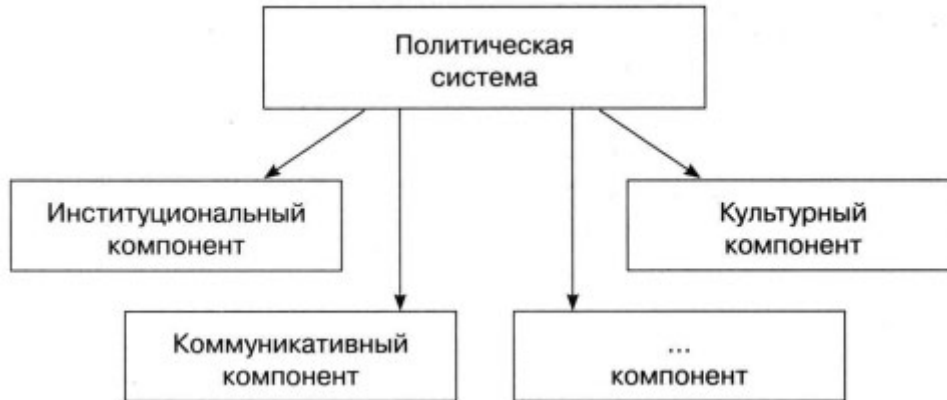 Политическая
система
Институциональный
компонент
Культурный
компонент
Коммуникативный
компонент
...
компонент